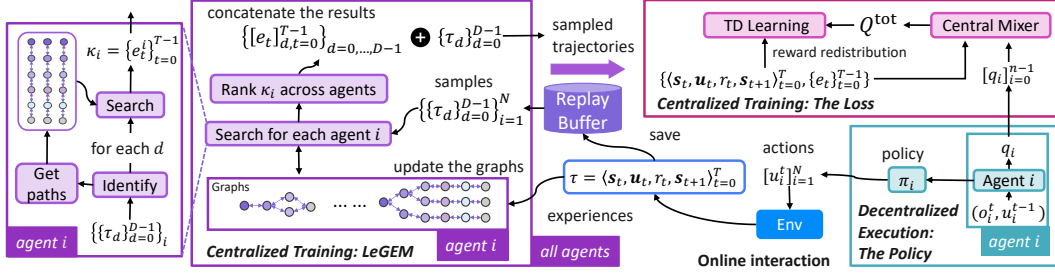 κ_i = {e_t^i}_{t=0}^{T-1}
Search
for each d
Get paths
Identify
{{τ_d}_{d=0}^{D-1}}_i
agent i
concatenate the results
{[e_t]_{d,t=0}^{T-1}}_{d=0,...,D-1} + {τ_d}_{d=0}^{D-1}
Rank κ_i across agents
samples
Search for each agent i
{{τ_d}_{d=0}^{D-1}}_{i=1}^N
update the graphs
Graphs
... ...
Centralized Training: LeGEM
agent i
all agents
sampled
trajectories
Replay
Buffer
save
τ = ⟨s_t, u_t, r_t, s_{t+1}⟩_{t=0}^T
experiences
TD Learning
Q^tot
Central Mixer
reward redistribution
{⟨s_t, u_t, r_t, s_{t+1}⟩_{t=0}^T, {e_t}_{t=0}^{T-1}}
[q_i]_{i=0}^{n-1}
Centralized Training: The Loss
actions
[u_i^t]_{i=1}^N
Env
Online interaction
policy
π_i
q_i
Agent i
(o_i^t, u_i^{t-1})
Decentralized
Execution:
The Policy
agent i